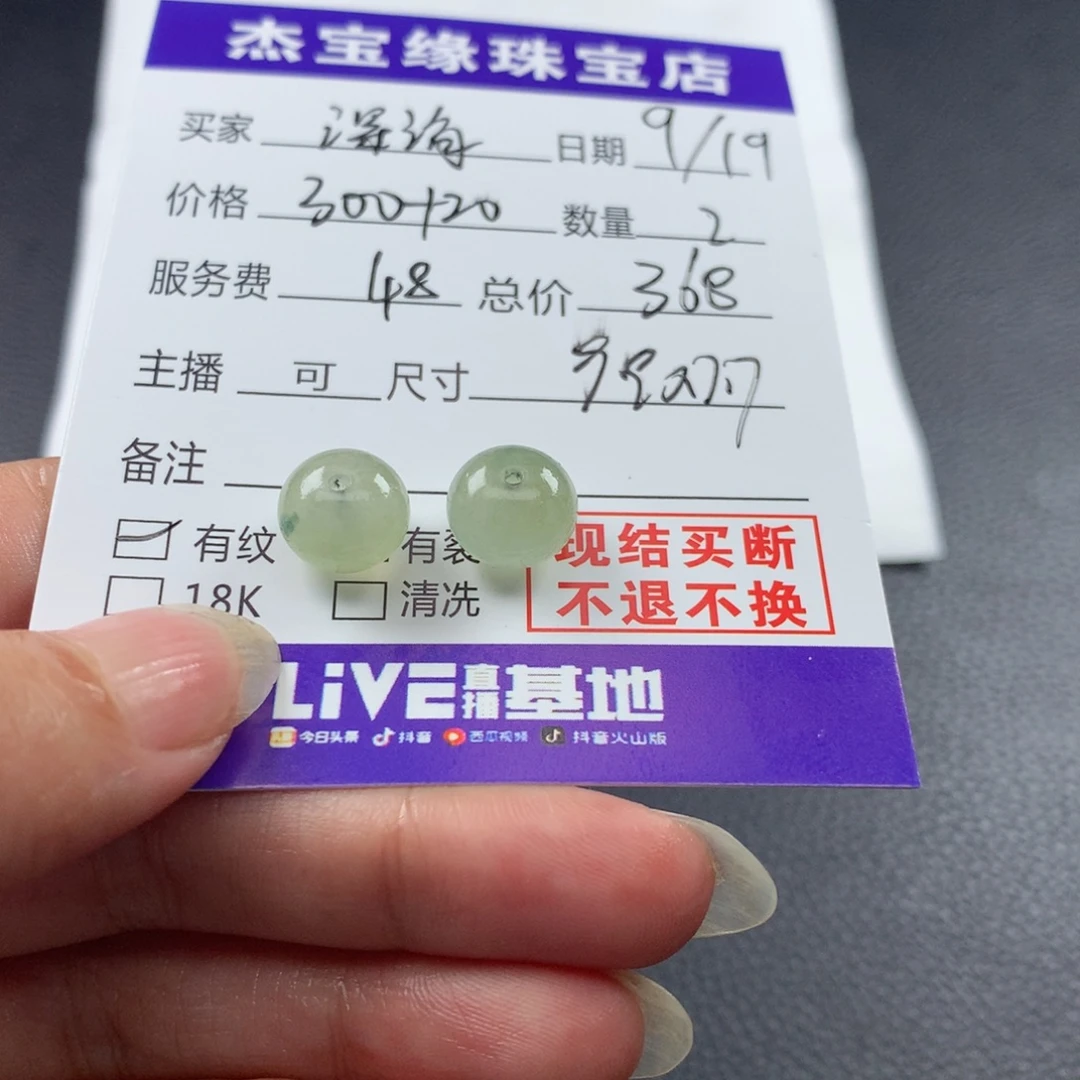 杰宝缘珠宝店
买家 深海 日期 9/19
价格 300+20 数量 2
服务费 48 总价 368
主播 可 尺寸
备注
有纹 有裂 现结买断
18K 清冼 不退不换
LiVE直播基地
今日头条 抖音 西瓜视频 抖音火山版